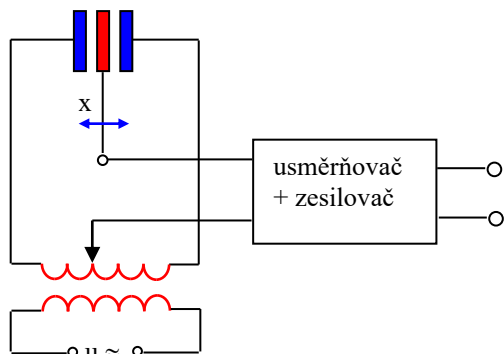 x
usměrňovač
+ zesilovač
u ~